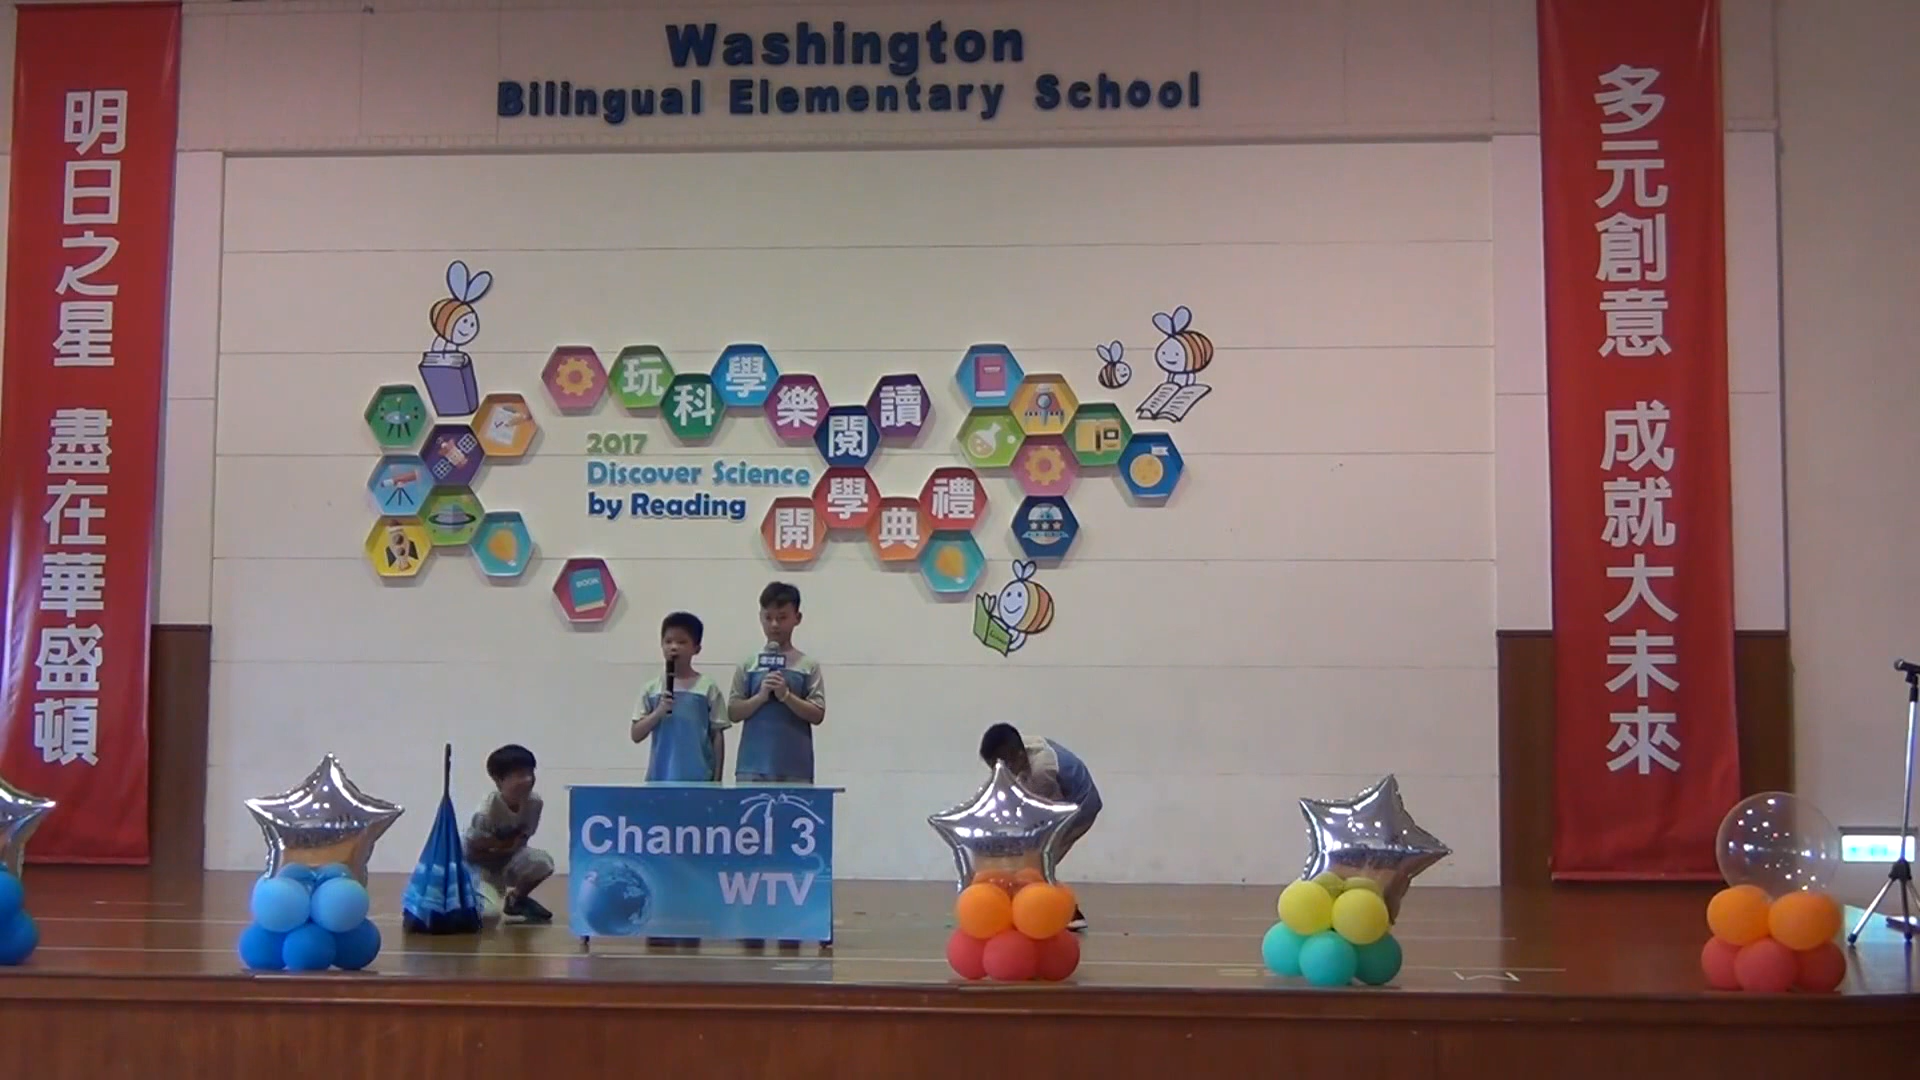 Washington
Bilingual Elementary School
明日之星 盡在華盛頓
多元創意 成就大未來
玩科學樂閱讀
2017
Discover Science
by Reading
開學典禮
BOOK
Channel 3
WTV